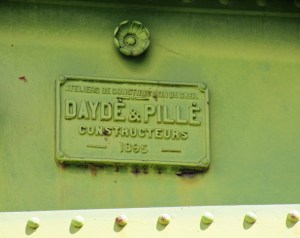 ATELIERS DE CONSTRUCTION
DAYDÉ & PILLÉ
CONSTRUCTEURS
1895